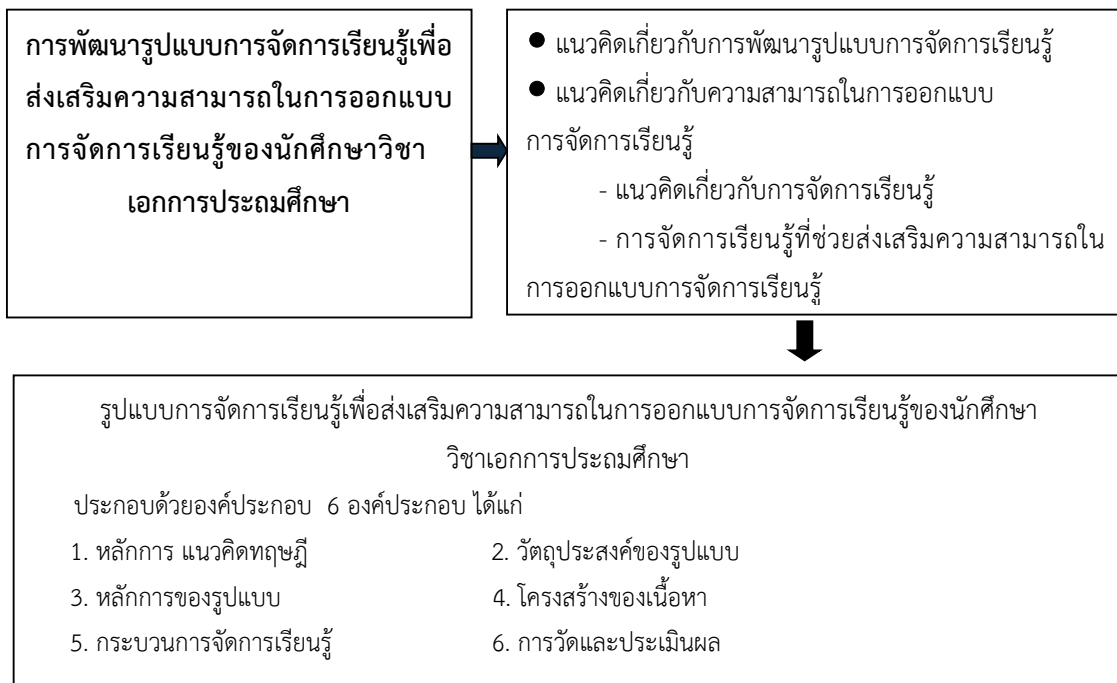 การพัฒนารูปแบบการจัดการเรียนรู้เพื่อ
ส่งเสริมความสามารถในการออกแบบ
การจัดการเรียนรู้ของนักศึกษาวิชา
เอกการประถมศึกษา
● แนวคิดเกี่ยวกับการพัฒนารูปแบบการจัดการเรียนรู้
● แนวคิดเกี่ยวกับความสามารถในการออกแบบ
การจัดการเรียนรู้
- แนวคิดเกี่ยวกับการจัดการเรียนรู้
- การจัดการเรียนรู้ที่ช่วยส่งเสริมความสามารถใน
การออกแบบการจัดการเรียนรู้
รูปแบบการจัดการเรียนรู้เพื่อส่งเสริมความสามารถในการออกแบบการจัดการเรียนรู้ของนักศึกษา
วิชาเอกการประถมศึกษา
ประกอบด้วยองค์ประกอบ 6 องค์ประกอบ ได้แก่
1. หลักการ แนวคิดทฤษฎี 2. วัตถุประสงค์ของรูปแบบ
3. หลักการของรูปแบบ 4. โครงสร้างของเนื้อหา
5. กระบวนการจัดการเรียนรู้ 6. การวัดและประเมินผล